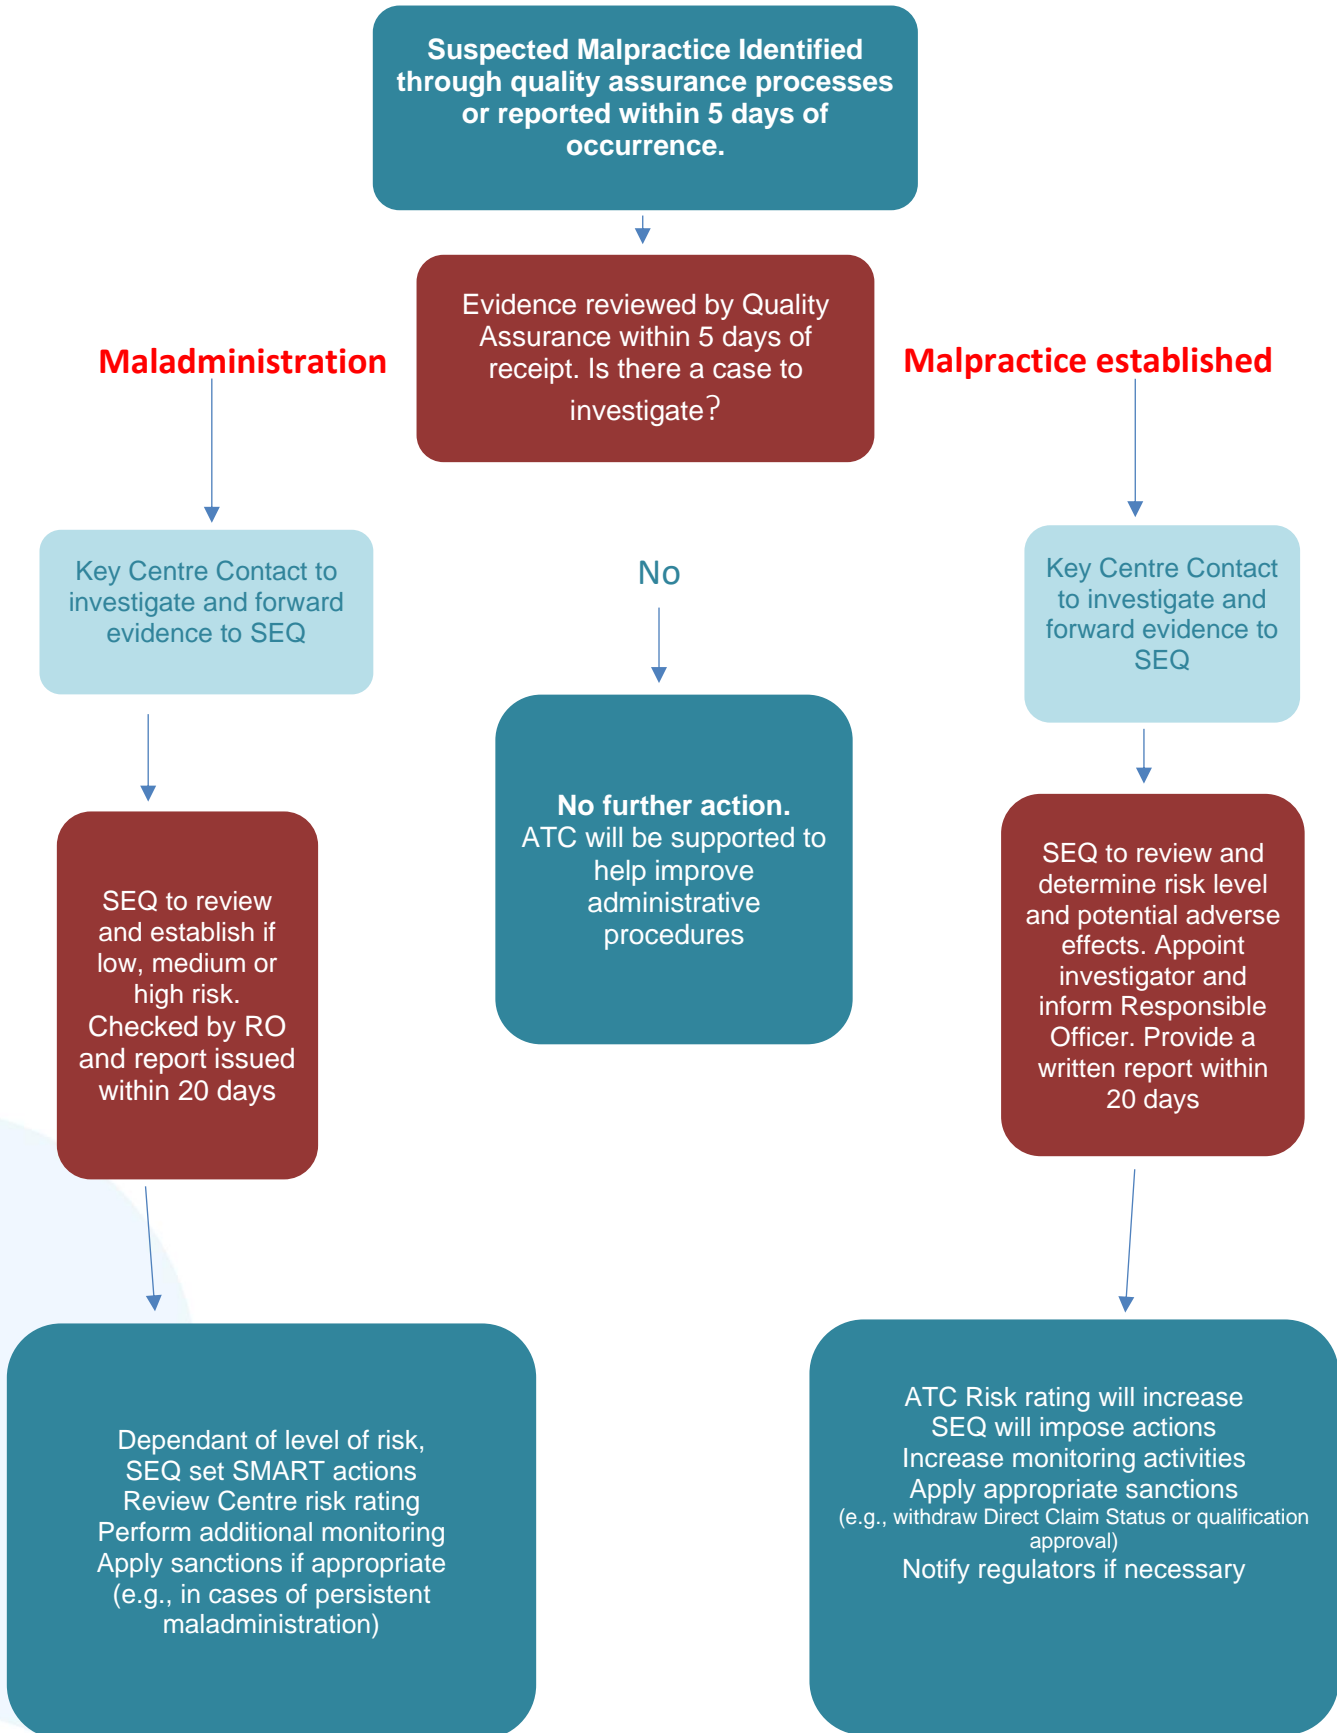 Suspected Malpractice Identified
through quality assurance processes
or reported within 5 days of
occurrence.
Evidence reviewed by Quality
Assurance within 5 days of
receipt. Is there a case to
investigate?
Maladministration
Malpractice established
Key Centre Contact to
investigate and forward
evidence to SEQ
No
Key Centre Contact
to investigate and
forward evidence to
SEQ
SEQ to review
and establish if
low, medium or
high risk.
Checked by RO
and report issued
within 20 days
No further action.
ATC will be supported to
help improve
administrative
procedures
SEQ to review and
determine risk level
and potential adverse
effects. Appoint
investigator and
inform Responsible
Officer. Provide a
written report within
20 days
Dependant of level of risk,
SEQ set SMART actions
Review Centre risk rating
Perform additional monitoring
Apply sanctions if appropriate
(e.g., in cases of persistent
maladministration)
ATC Risk rating will increase
SEQ will impose actions
Increase monitoring activities
Apply appropriate sanctions
(e.g., withdraw Direct Claim Status or qualification
approval)
Notify regulators if necessary